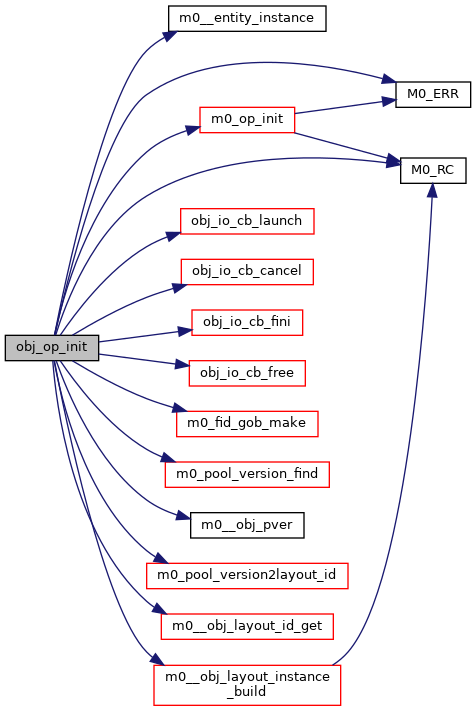 m0__entity_instance
M0_ERR
m0_op_init
M0_RC
obj_io_cb_launch
obj_io_cb_cancel
obj_io_cb_fini
obj_op_init
obj_io_cb_free
m0_fid_gob_make
m0_pool_version_find
m0__obj_pver
m0_pool_version2layout_id
m0__obj_layout_id_get
m0__obj_layout_instance
_build